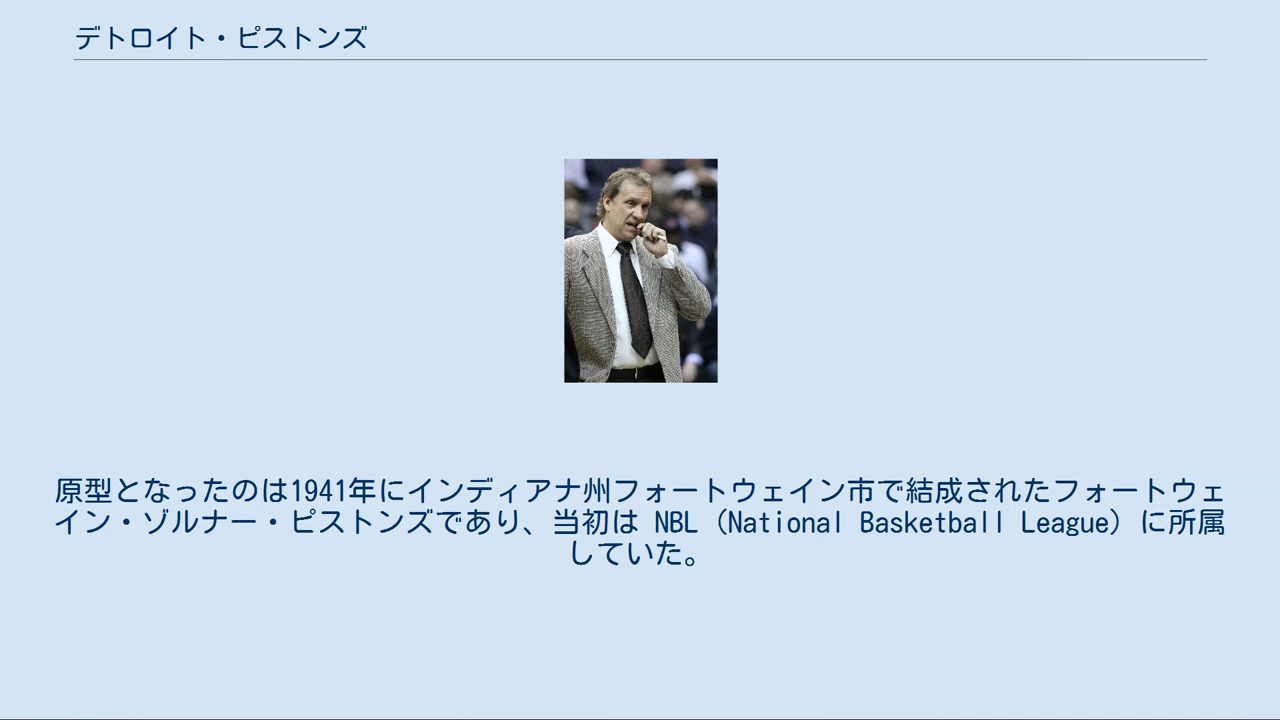 デトロイト・ピストンズ
原型となったのは1941年にインディアナ州フォートウェイン市で結成されたフォートウェ
イン・ゾルナー・ピストンズであり、当初は NBL（National Basketball League）に所属
していた。